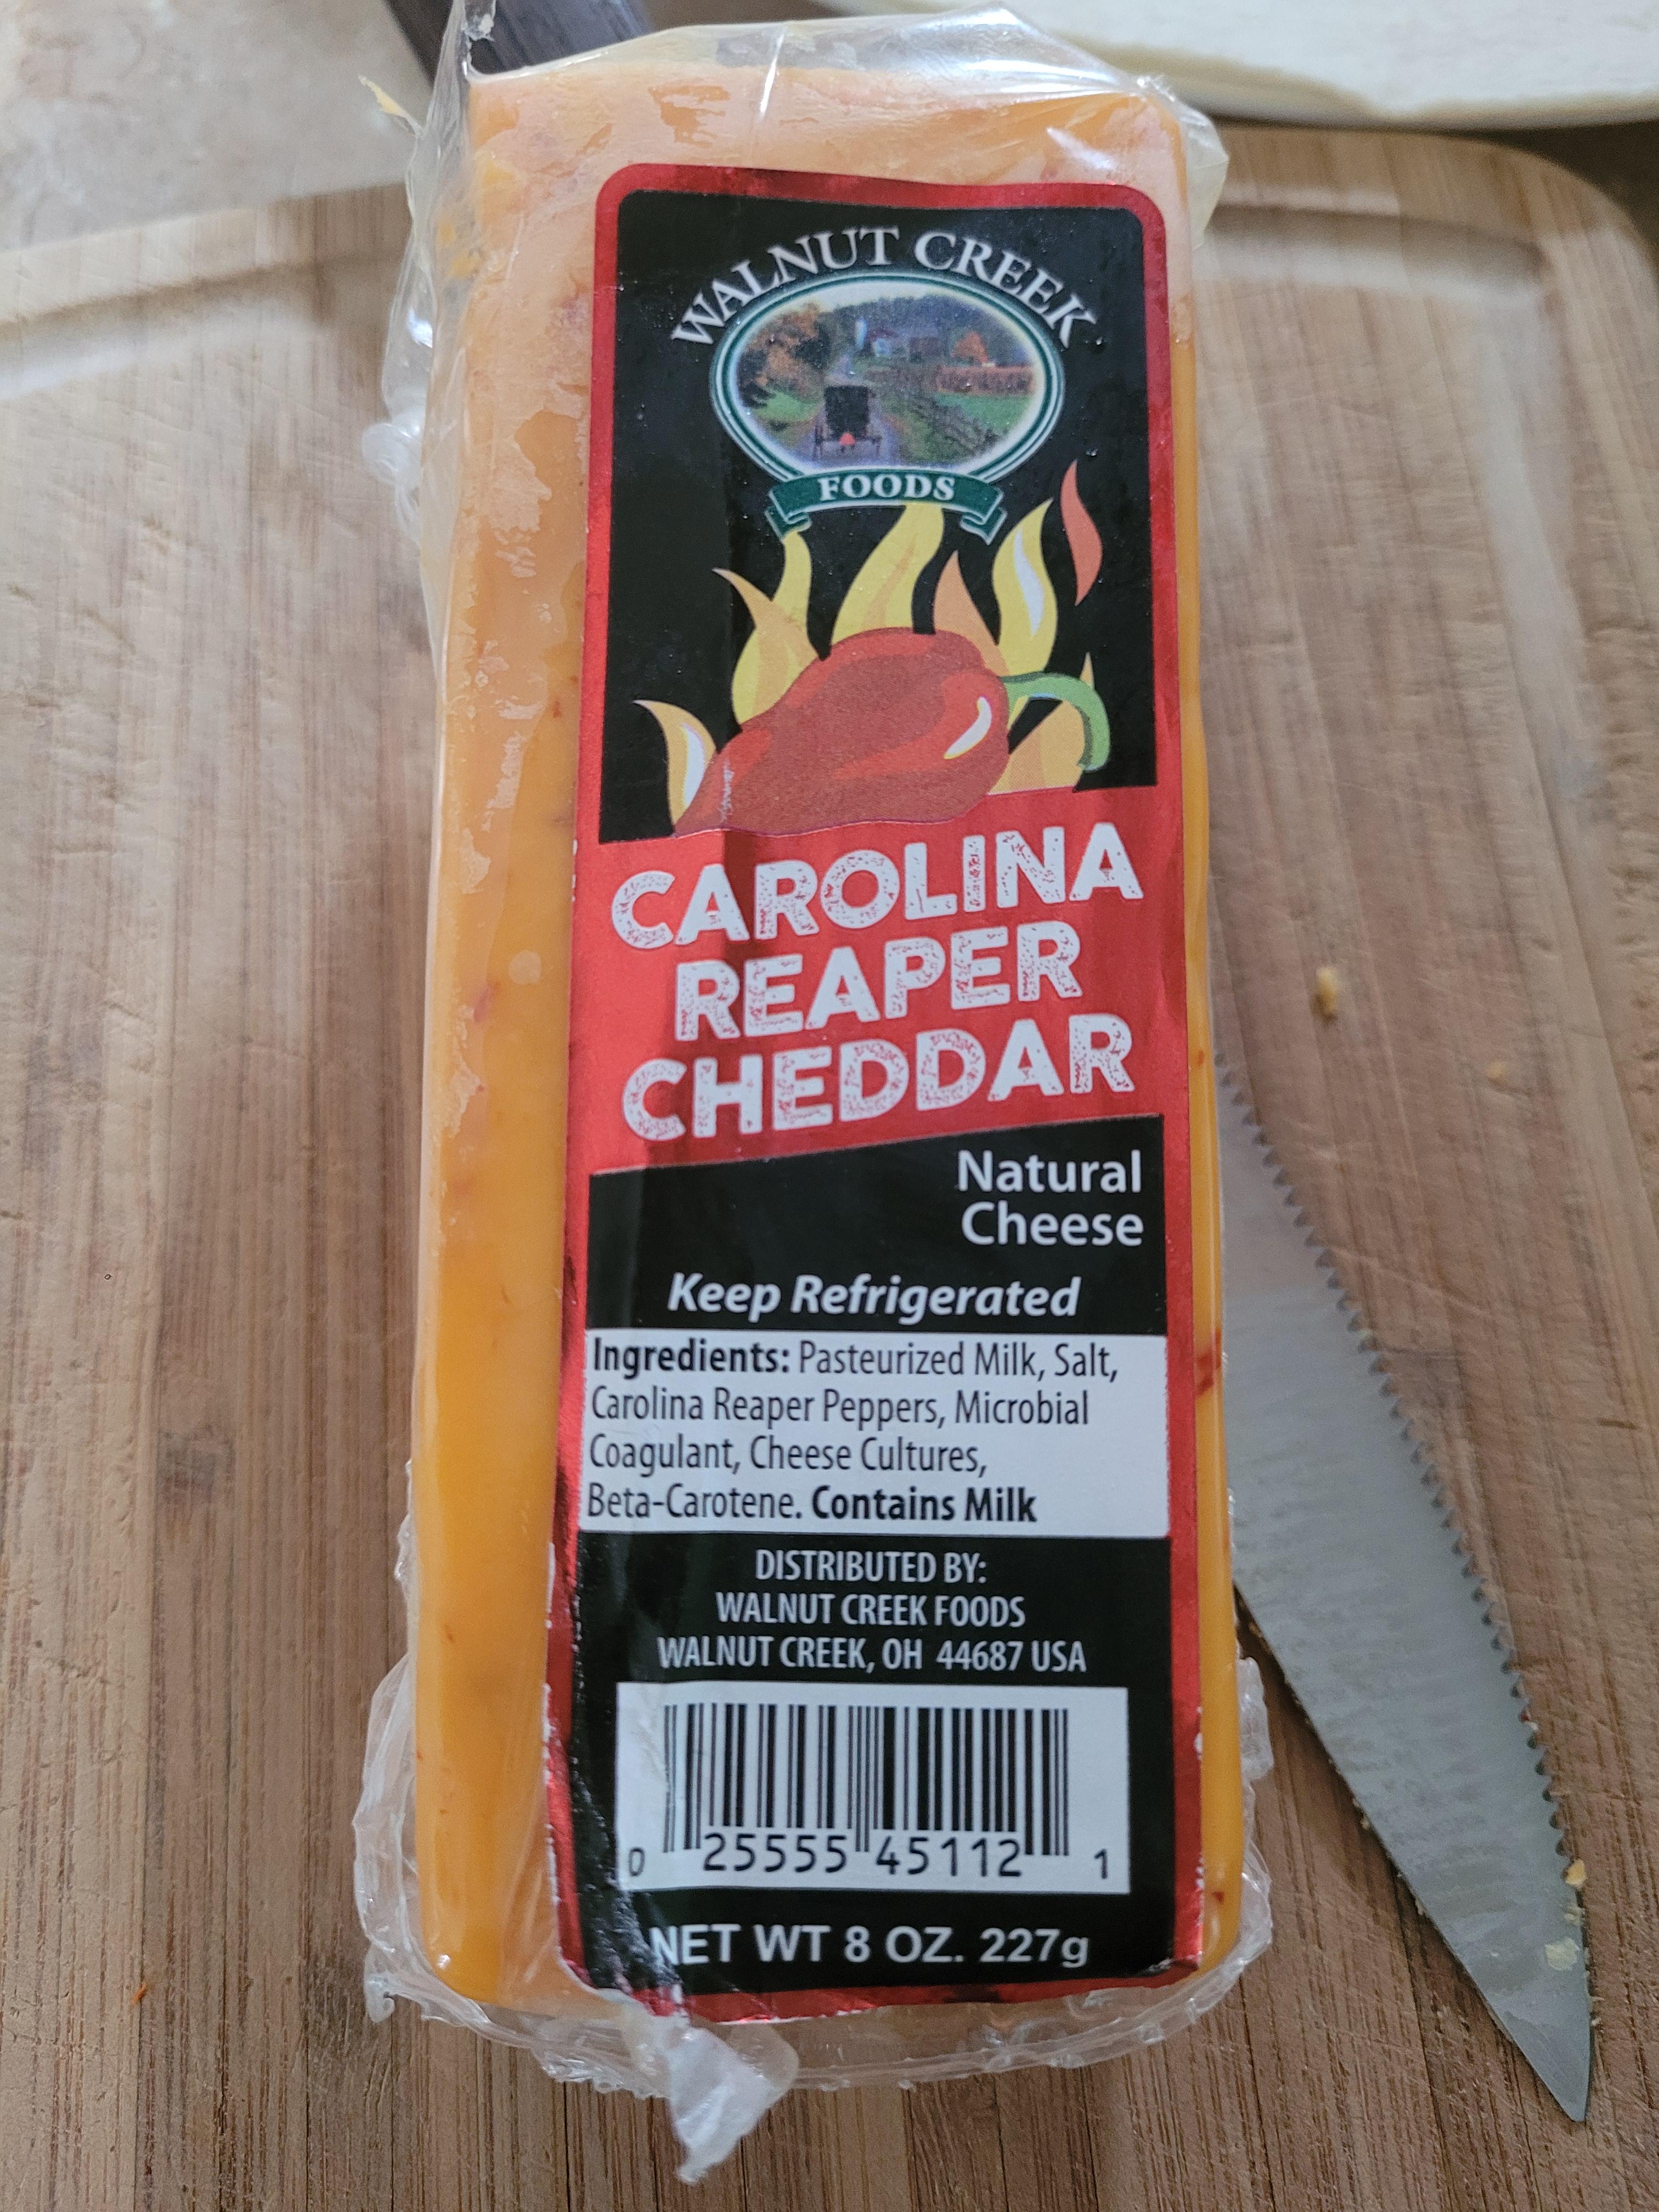 WALNUT CREEK
FOODS
CAROLINA
REAPER
CHEDDAR
Natural
Cheese
Keep Refrigerated
Ingredients: Pasteurized Milk, Salt,
Carolina Reaper Peppers, Microbial
Coagulant, Cheese Cultures,
Beta-Carotene. Contains Milk
DISTRIBUTED BY:
WALNUT CREEK FOODS
WALNUT CREEK, OH 44687 USA
0 25555 45112 1
NET WT 8 OZ. 227g